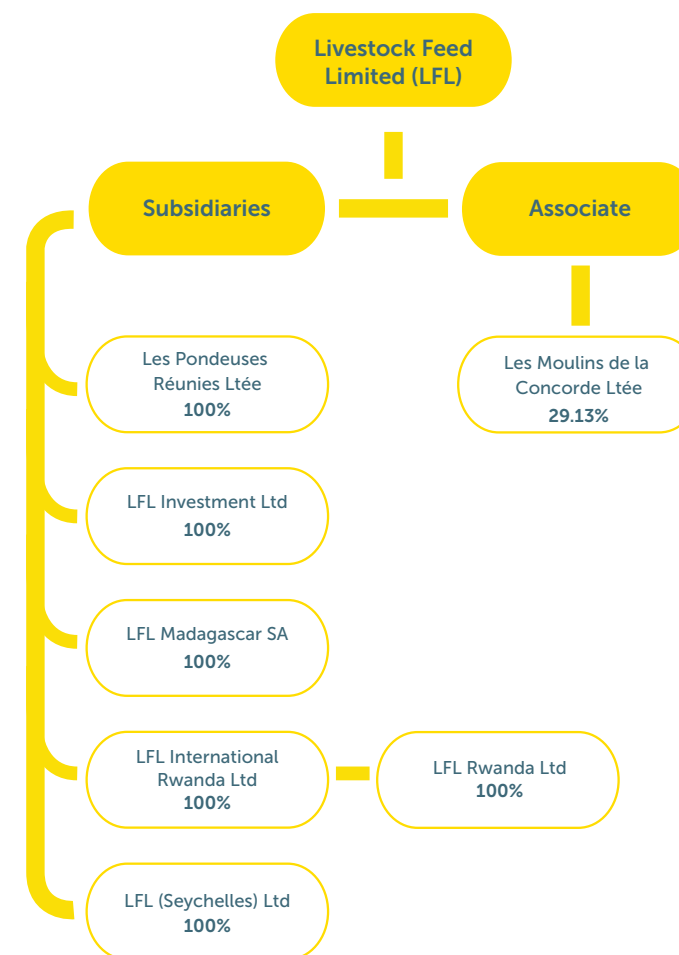 Livestock Feed
Limited (LFL)
Subsidiaries
Associate
Les Pondeuses
Réunies Ltée
100%
Les Moulins de la
Concorde Ltée
29.13%
LFL Investment Ltd
100%
LFL Madagascar SA
100%
LFL International
Rwanda Ltd
100%
LFL Rwanda Ltd
100%
LFL (Seychelles) Ltd
100%